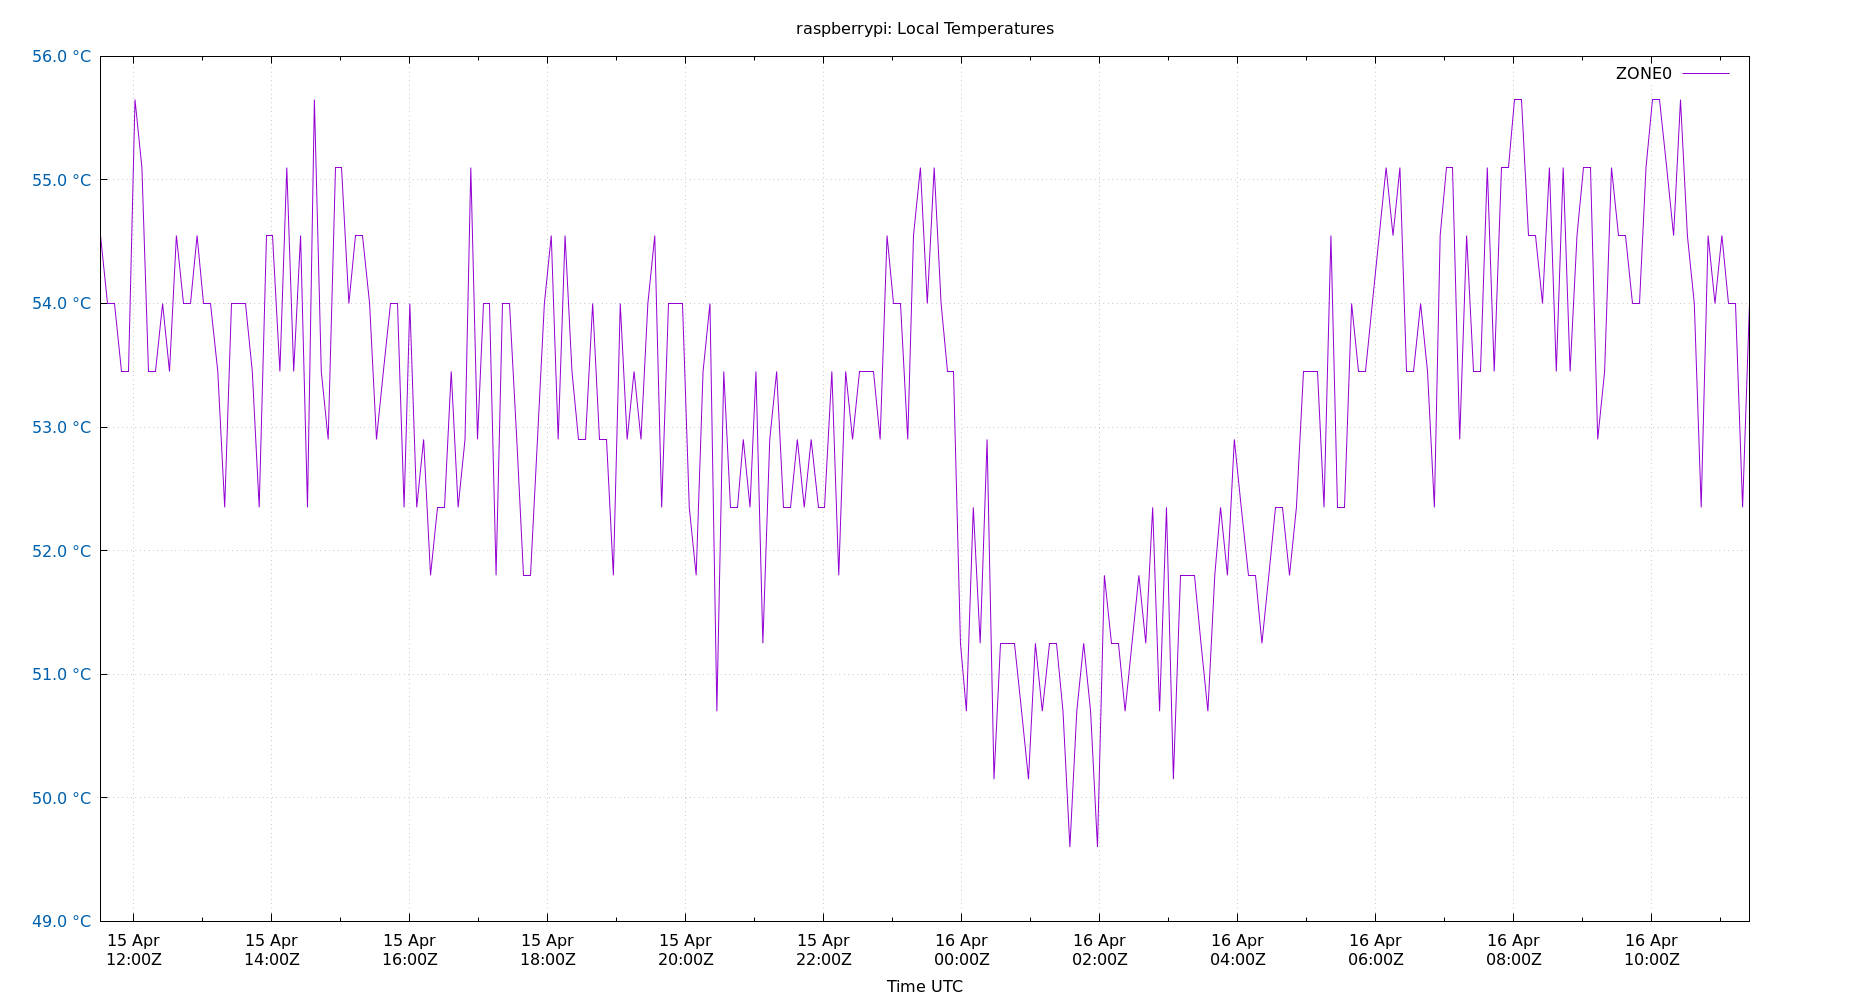 raspberrypi: Local Temperatures
56.0 °C
55.0 °C
54.0 °C
53.0 °C
52.0 °C
51.0 °C
50.0 °C
49.0 °C
ZONE0
15 Apr
12:00Z
15 Apr
14:00Z
15 Apr
16:00Z
15 Apr
18:00Z
15 Apr
20:00Z
15 Apr
22:00Z
16 Apr
00:00Z
16 Apr
02:00Z
16 Apr
04:00Z
16 Apr
06:00Z
16 Apr
08:00Z
16 Apr
10:00Z
Time UTC